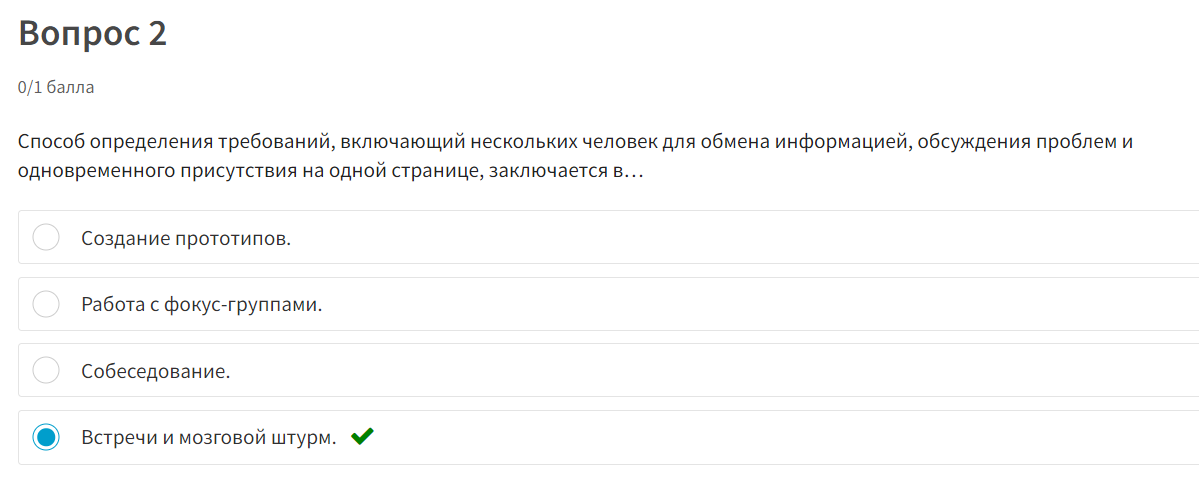 Вопрос 2
0/1 балла
Способ определения требований, включающий нескольких человек для обмена информацией, обсуждения проблем и
одновременного присутствия на одной странице, заключается в…
Создание прототипов.
Работа с фокус-группами.
Собеседование.
Встречи и мозговой штурм.